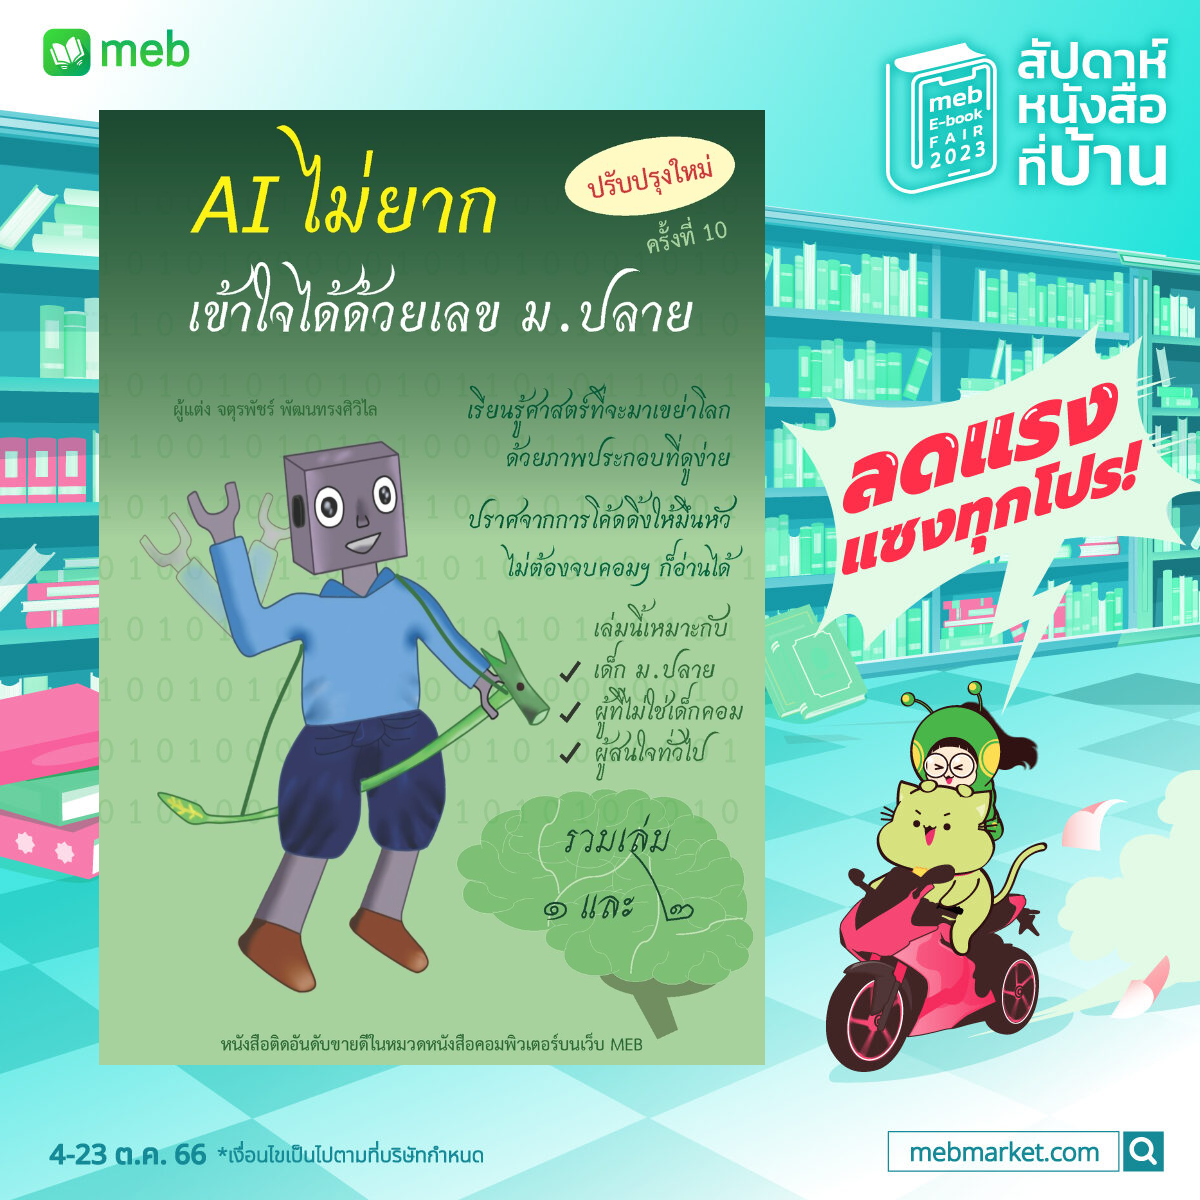 meb
meb
E-book
FAIR
2023
สัปดาห์
หนังสือ
ที่บ้าน
AI ไม่ยาก
ปรับปรุงใหม่
ครั้งที่ 10
เข้าใจได้ด้วยเลข ม.ปลาย
ผู้แต่ง จตุรพัชร์ พัฒนทรงศิวิไล
เรียนรู้ศาสตร์ที่จะมาเขย่าโลก
ด้วยภาพประกอบที่ดูง่าย
ปราศจากการโค้ดดิ้งให้มึนหัว
ไม่ต้องจบคอมฯ ก็อ่านได้
เล่มนี้เหมาะกับ
✓ เด็ก ม.ปลาย
✓ ผู้ที่ไม่ใช่เด็กคอม
✓ ผู้สนใจทั่วไป
รวมเล่ม
๑ และ ๒
หนังสือติดอันดับขายดีในหมวดหนังสือคอมพิวเตอร์บนเว็บ MEB
ลดแรง
แซงทุกโปร!
4-23 ต.ค. 66 *เงื่อนไขเป็นไปตามที่บริษัทกำหนด
mebmarket.com